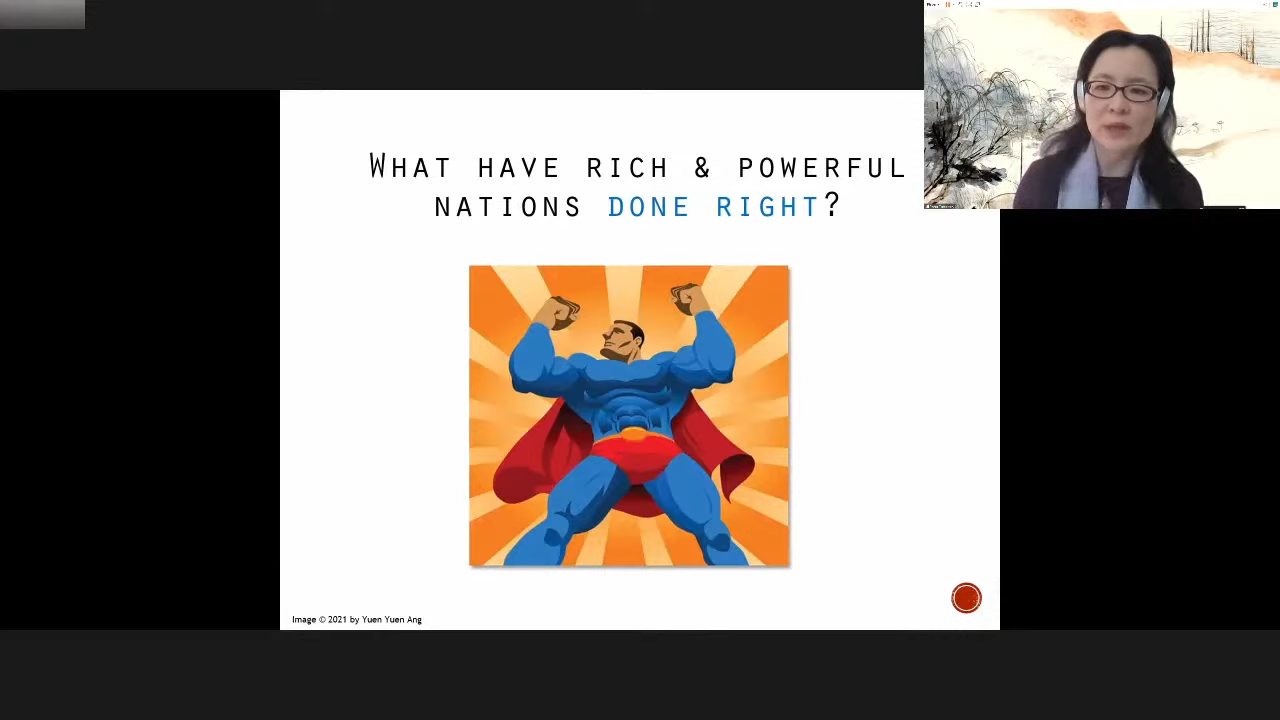 What have rich & powerful
nations done right?
Image © 2021 by Yuen Yuen Ang